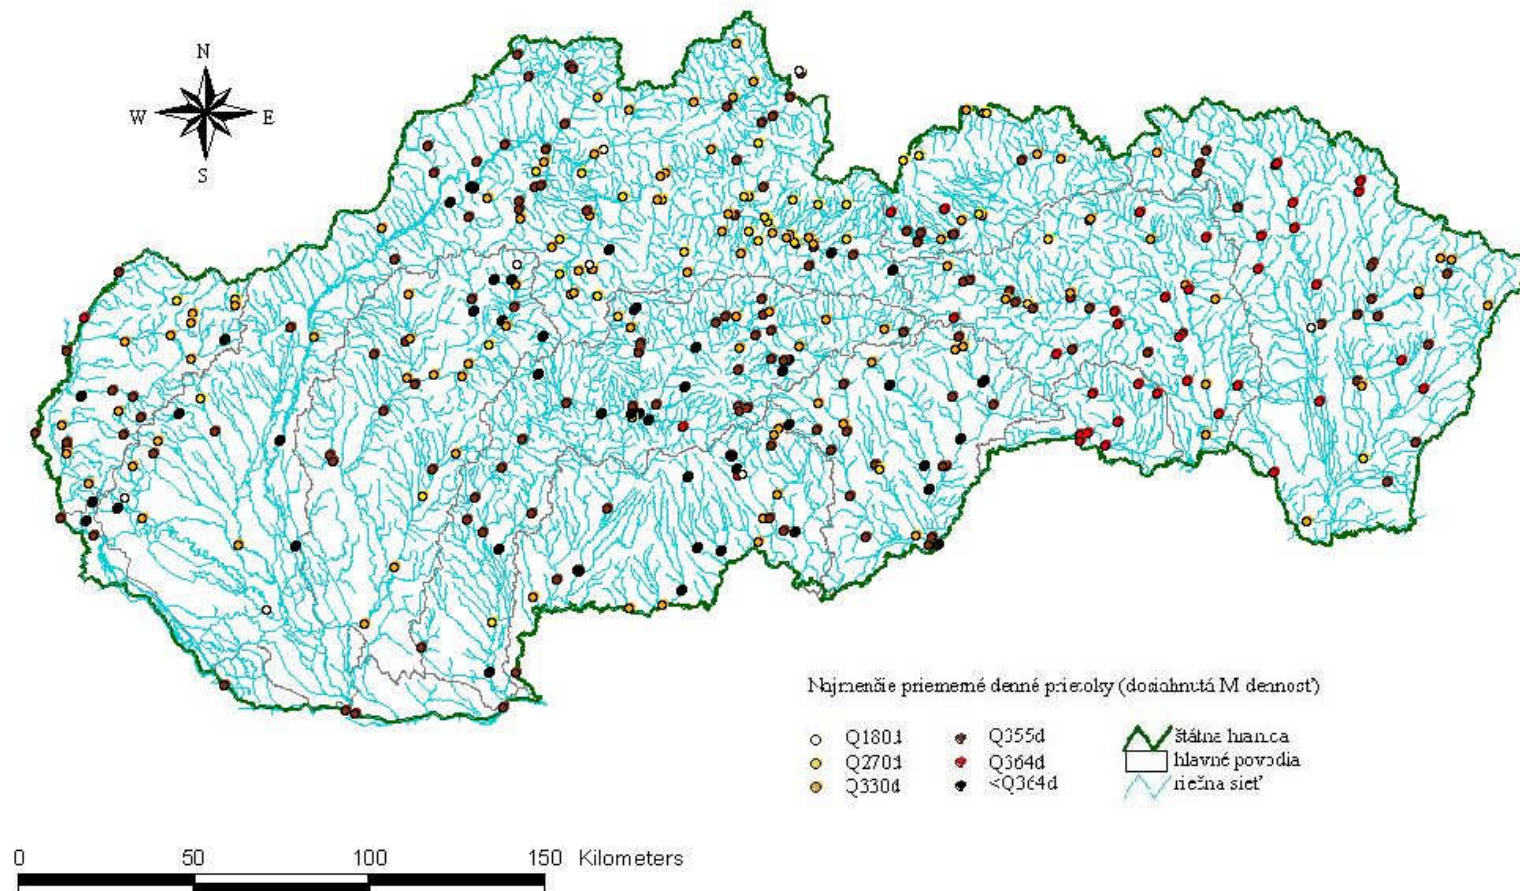 N
W E
S
Najmenšie priemerné denné prietoky (dosiahnutá M dennosť)
Q180d
Q270d
Q330d
Q355d
Q364d
<Q364d
štátna hranica
hlavné povodia
riečna sieť
0 50 100 150 Kilometers